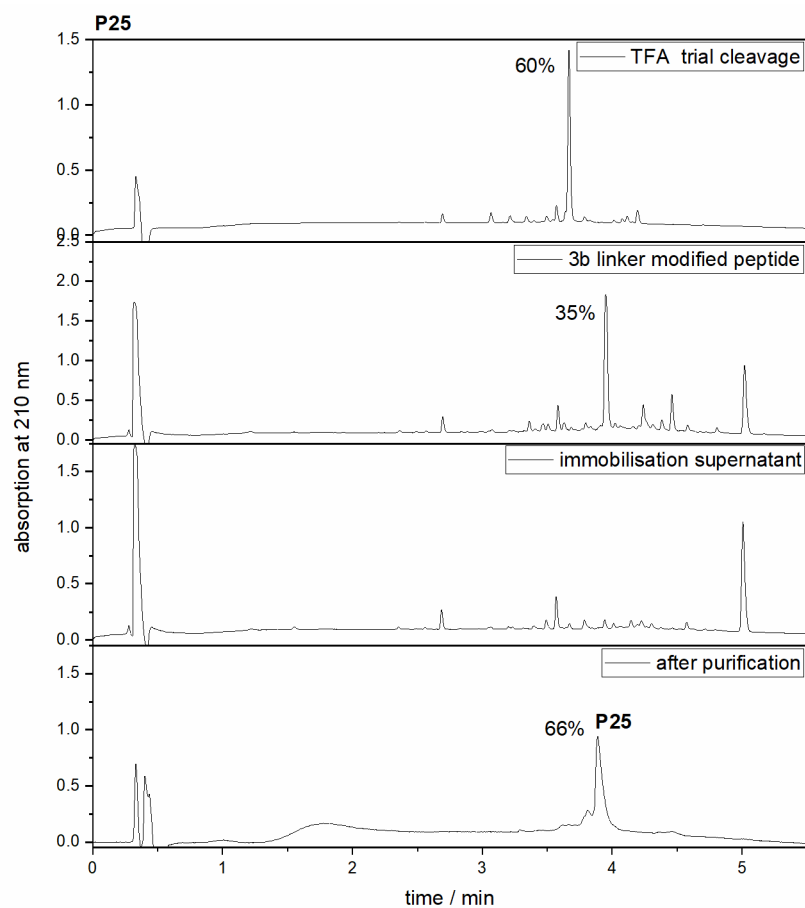 P25
1.5
TFA trial cleavage
60%
1.0
0.5
0.0
2.5
3b linker modified peptide
2.0
35%
1.5
1.0
0.5
0.0
immobilisation supernatant
1.5
1.0
0.5
0.0
after purification
1.5
66% P25
1.0
0.5
0.0
0 1 2 3 4 5
time / min
absorption at 210 nm